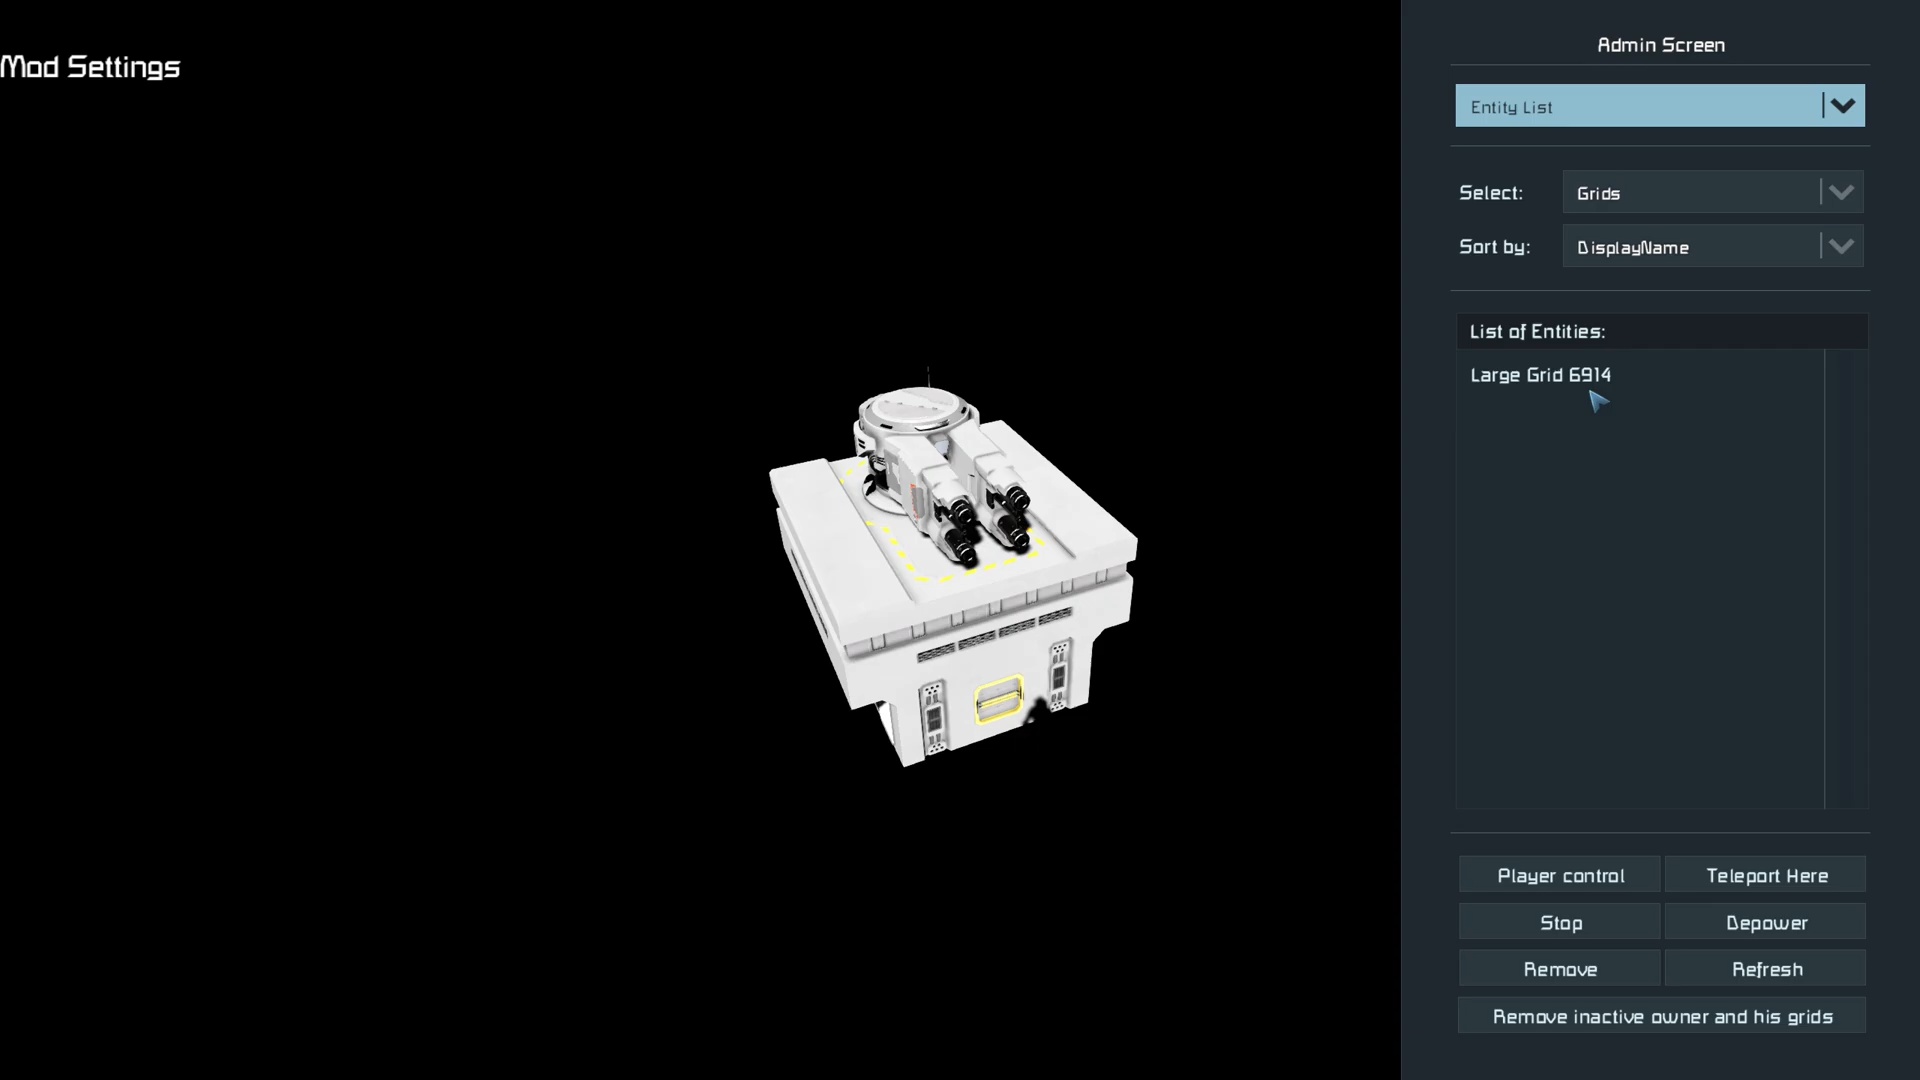 Mod Settings
Admin Screen
Entity List
Select: Grids
Sort by: DisplayName
List of Entities:
Large Grid 6914
Player control Teleport Here
Stop Depower
Remove Refresh
Remove inactive owner and his grids